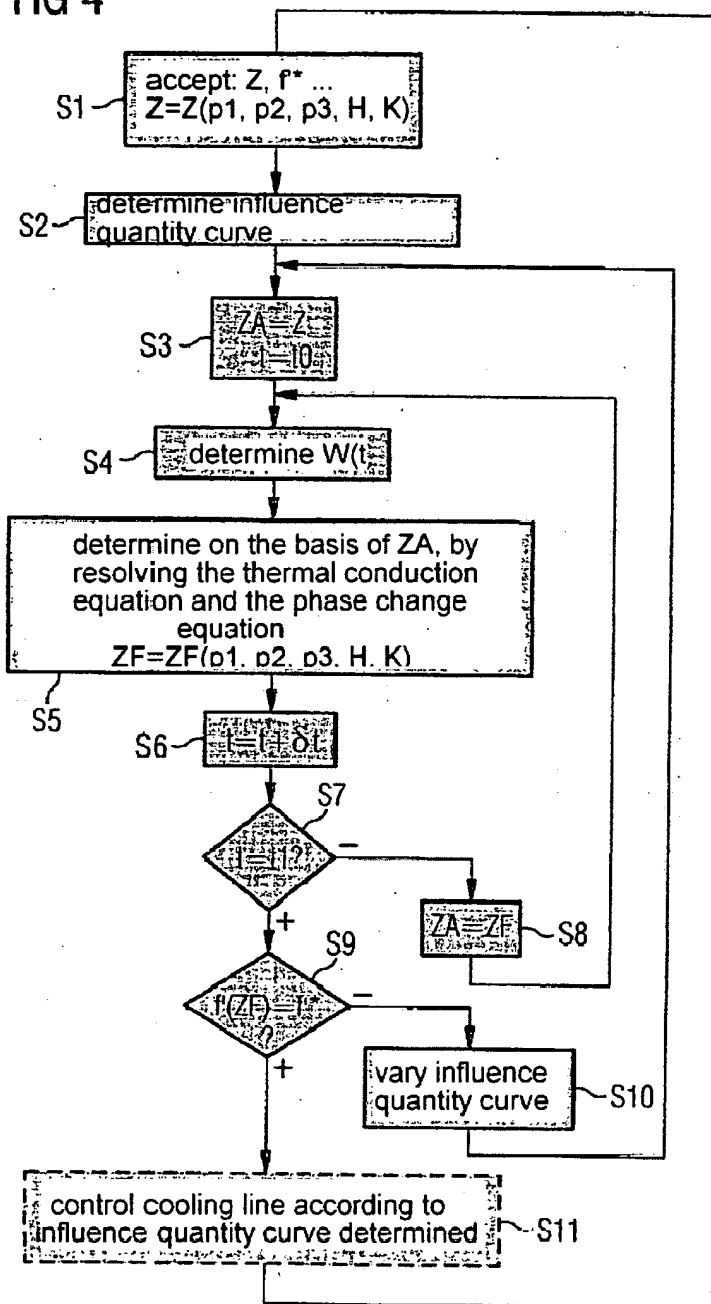 FIG 4
S1
accept: Z, f* ...
Z=Z(p1, p2, p3, H, K)
S2
determine influence
quantity curve
S3
ZA=Z
t=t0
S4
determine W(t
S5
determine on the basis of ZA, by
resolving the thermal conduction
equation and the phase change
equation
ZF=ZF(p1, p2, p3, H, K)
S6
t=t+δt
S7
t=t1?
−
+
ZA=ZF
S8
S9
f'(ZF)=f*
?
−
+
vary influence
quantity curve
S10
control cooling line according to
influence quantity curve determined
S11